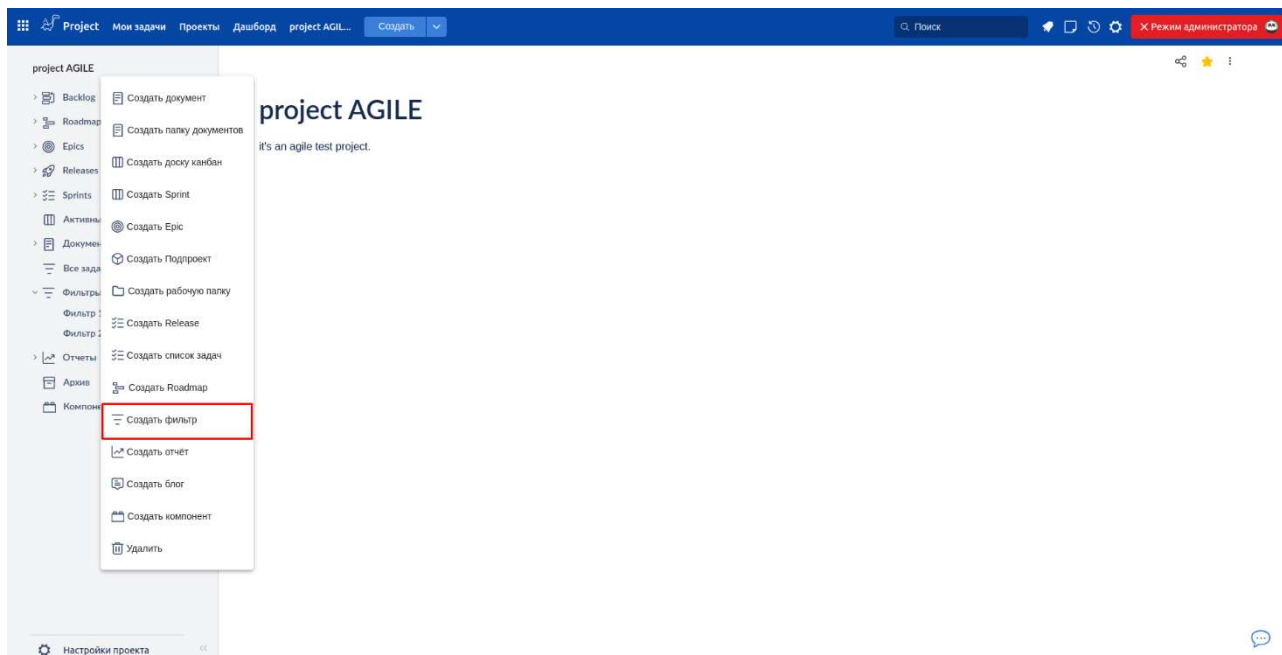 Project Мои задачи Проекты Дашборд project AGIL... Создать Поиск Режим администратора
project AGILE
Backlog
Roadmap
Epics
Releases
Sprints
Все
Фильтры
Фильтр
Фильтр
Отчеты
Архив
Создать документ
Создать папку документов
Создать доску канбан
Создать Sprint
Создать Epic
Создать Подпроект
Создать рабочую папку
Создать Release
Создать список задач
Создать Roadmap
Создать фильтр
Создать отчёт
Создать блог
Создать компонент
Удалить
project AGILE
it's an agile test project.
Настройки проекта